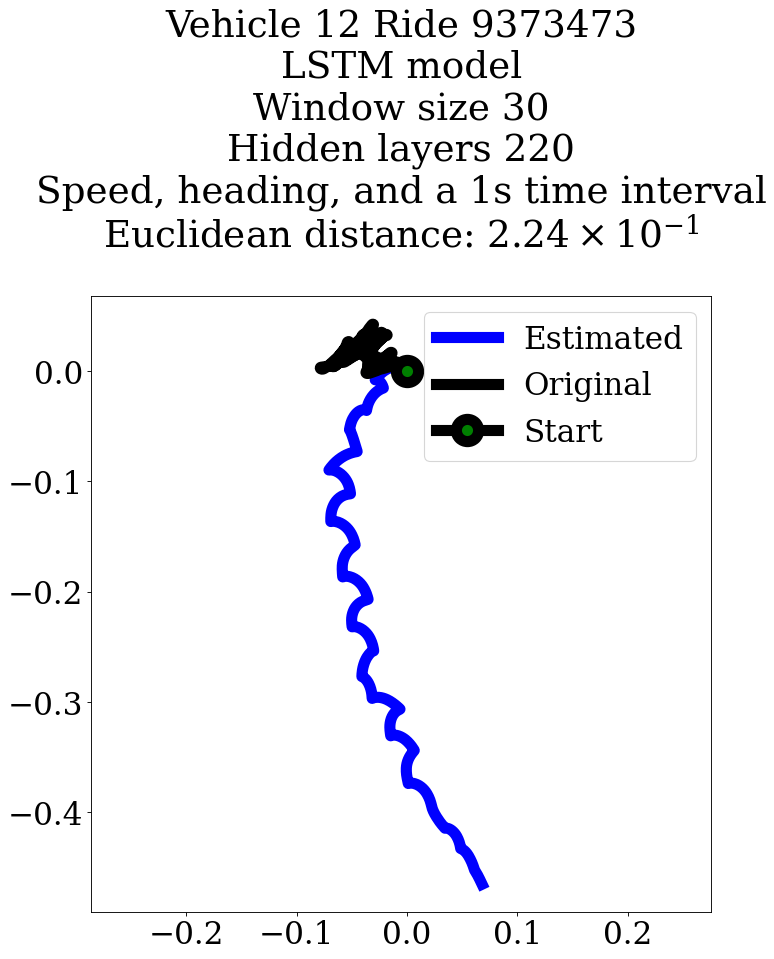 Vehicle 12 Ride 9373473
LSTM model
Window size 30
Hidden layers 220
Speed, heading, and a 1s time interval
Euclidean distance: 2.24 × 10⁻¹
Estimated
Original
Start
0.0
−0.1
−0.2
−0.3
−0.4
−0.2
−0.1
0.0
0.1
0.2